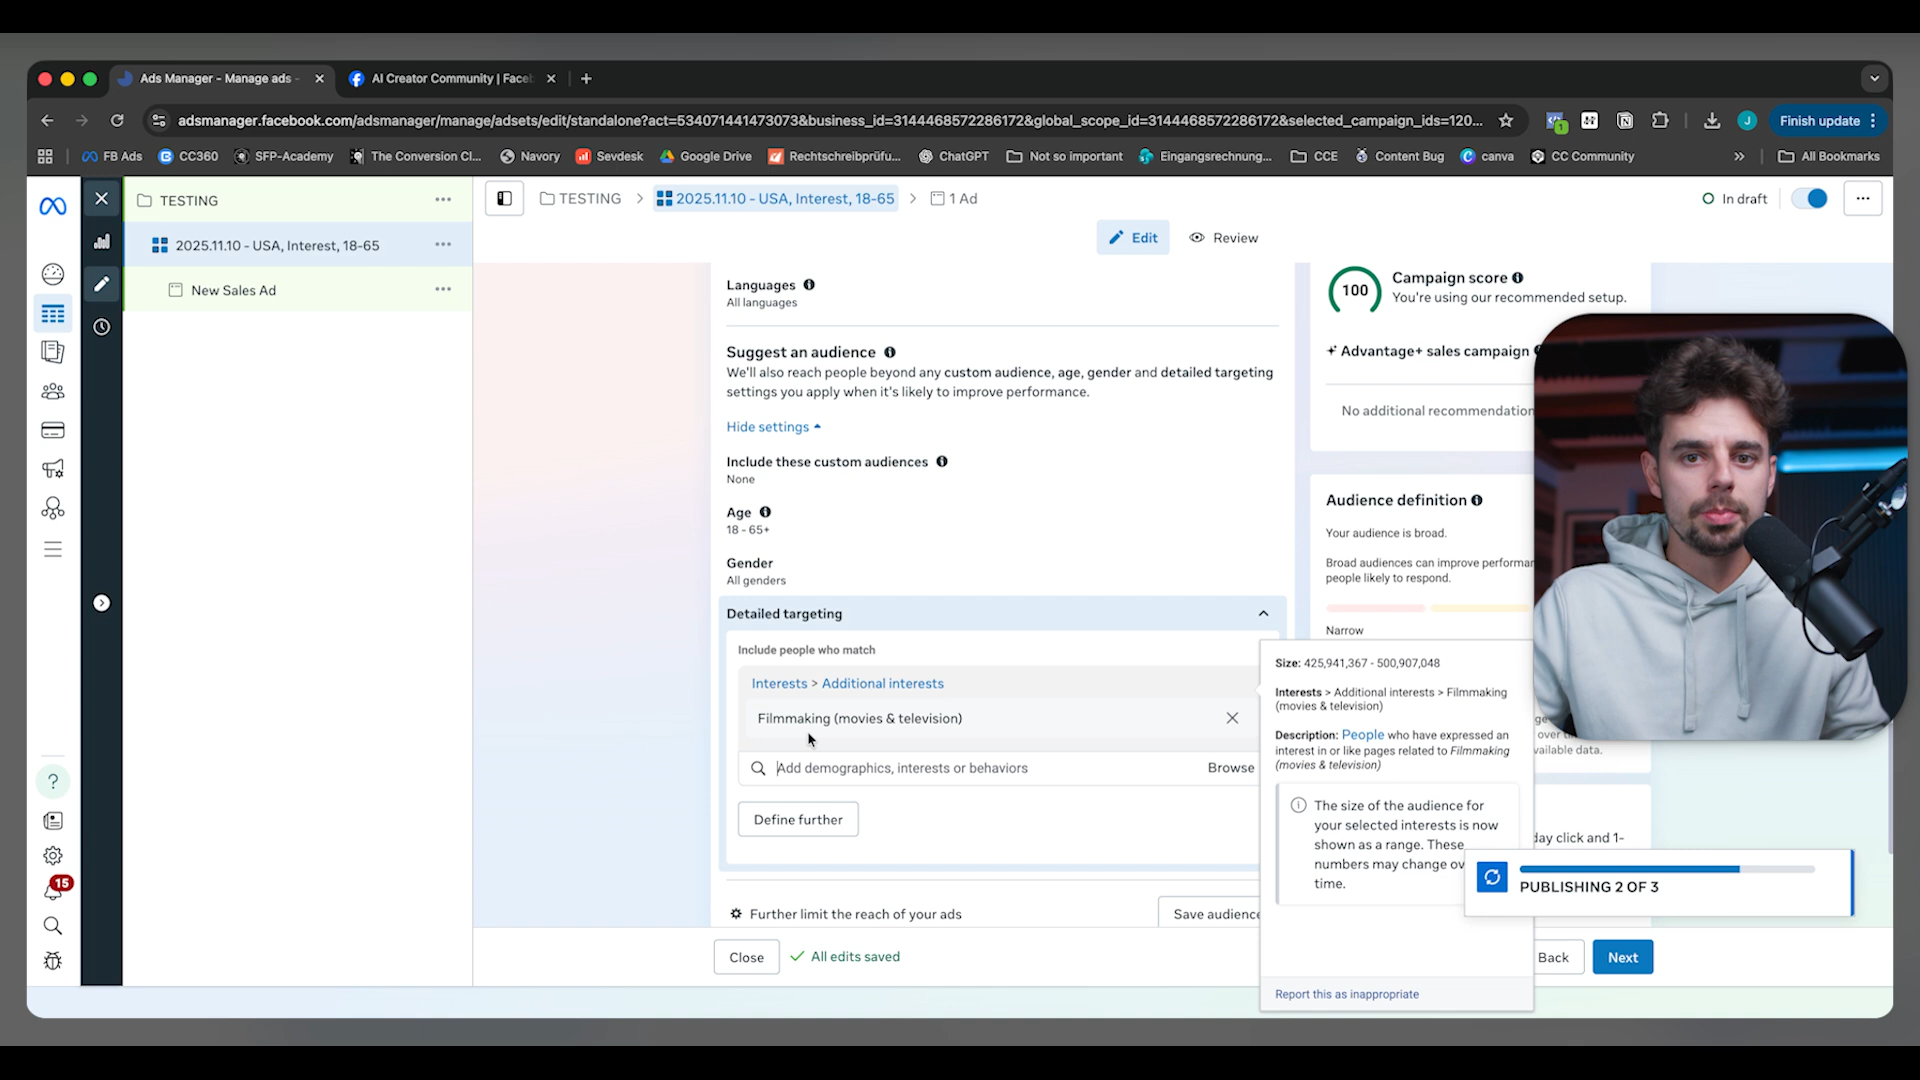 Ads Manager - Manage ads -
AI Creator Community | Face
adsmanager.facebook.com/adsmanager/manage/adsets/edit/standalone?act=534071441473073&business_id=3144468572286172&global_scope_id=3144468572286172&selected_campaign_ids=120...
1
J
Finish update
FB Ads
CC360
SFP-Academy
The Conversion Cl...
Navory
Sevdesk
Google Drive
Rechtschreibprüfu...
ChatGPT
Not so important
Eingangsrechnung...
CCE
Content Bug
canva
CC Community
All Bookmarks
TESTING
2025.11.10 - USA, Interest, 18-65
New Sales Ad
15
TESTING
2025.11.10 - USA, Interest, 18-65
1 Ad
In draft
Edit
Review
Languages
All languages
Suggest an audience
We'll also reach people beyond any custom audience, age, gender and detailed targeting
settings you apply when it's likely to improve performance.
Hide settings
Include these custom audiences
None
Age
18 - 65+
Gender
All genders
Detailed targeting
Include people who match
Interests > Additional interests
Filmmaking (movies & television)
Add demographics, interests or behaviors
Browse
Define further
Further limit the reach of your ads
Save audience
Close
All edits saved
Back
Next
100
Campaign score
You're using our recommended setup.
Advantage+ sales campaign
No additional recommendation
Audience definition
Your audience is broad.
Broad audiences can improve performan
people likely to respond.
Narrow
Size: 425,941,367 - 500,907,048
Interests > Additional interests > Filmmaking
(movies & television)
Description: People who have expressed an
interest in or like pages related to Filmmaking
(movies & television)
The size of the audience for
your selected interests is now
shown as a range. These
numbers may change ov
time.
Report this as inappropriate
vailable data.
day click and 1-
PUBLISHING 2 OF 3